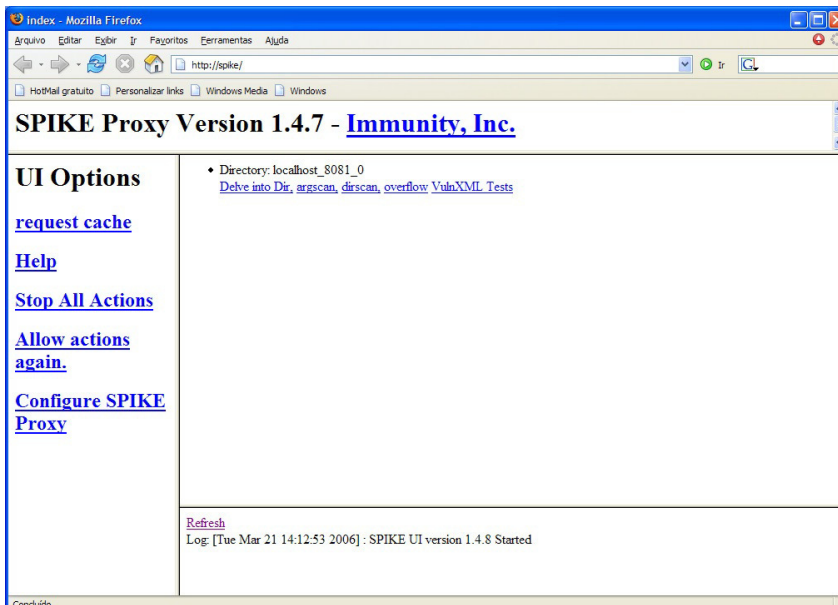 index - Mozilla Firefox
Arquivo Editar Exibir Ir Favoritos Ferramentas Ajuda
http://spike/
Ir
G
HotMail gratuito Personalizar links Windows Media Windows
SPIKE Proxy Version 1.4.7 - Immunity, Inc.
UI Options
request cache
Help
Stop All Actions
Allow actions
again.
Configure SPIKE
Proxy
Directory: localhost_8081_0
Delve into Dir, argscan, dirscan, overflow VulnXML Tests
Refresh
Log: [Tue Mar 21 14:12:53 2006] : SPIKE UI version 1.4.8 Started
Concluído